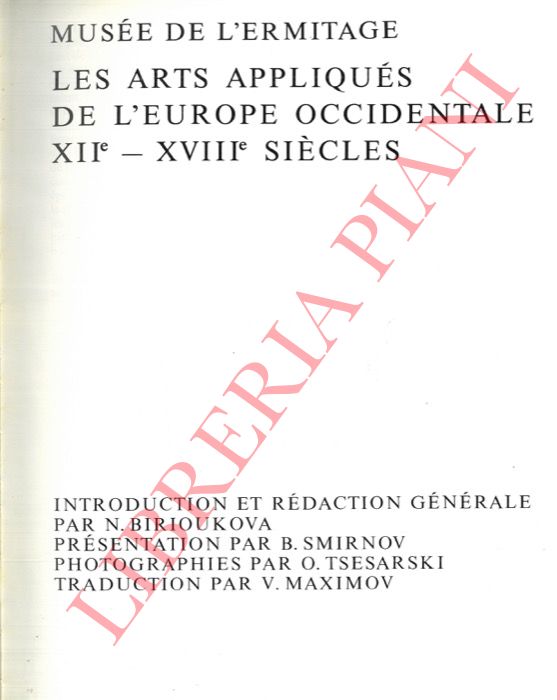 MUSÉE DE L'ERMITAGE
LES ARTS APPLIQUÉS
DE L'EUROPE OCCIDENTALE
XIIe – XVIIIe SIÈCLES
LIBRERIA PIANI
INTRODUCTION ET RÉDACTION GÉNÉRALE
PAR N. BIRIOUKOVA
PRÉSENTATION PAR B. SMIRNOV
PHOTOGRAPHIES PAR O. TSESARSKI
TRADUCTION PAR V. MAXIMOV